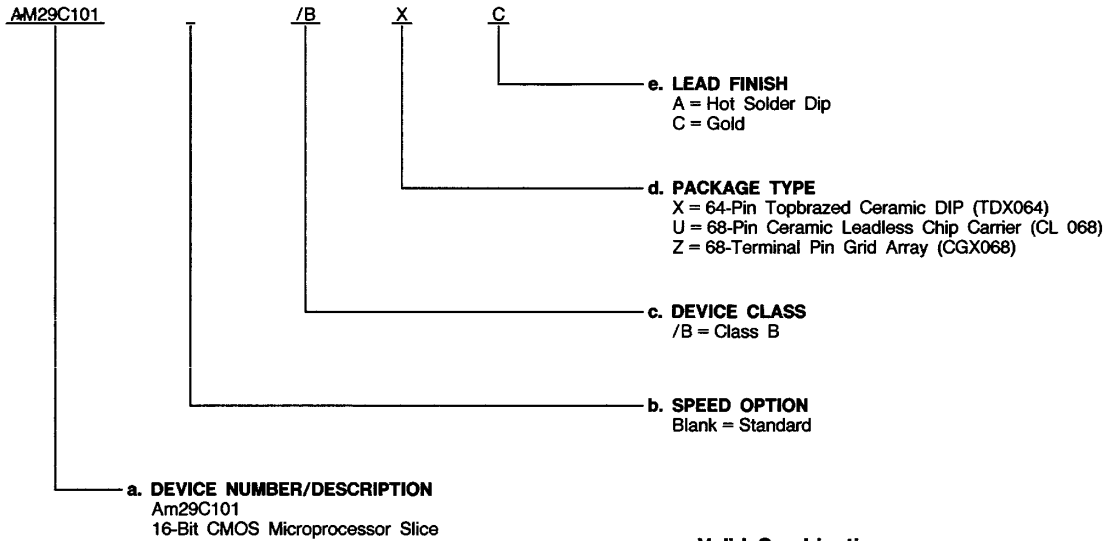 AM29C101 - /B X C
e. LEAD FINISH
A = Hot Solder Dip
C = Gold
d. PACKAGE TYPE
X = 64-Pin Topbrazed Ceramic DIP (TDX064)
U = 68-Pin Ceramic Leadless Chip Carrier (CL 068)
Z = 68-Terminal Pin Grid Array (CGX068)
c. DEVICE CLASS
/B = Class B
b. SPEED OPTION
Blank = Standard
a. DEVICE NUMBER/DESCRIPTION
Am29C101
16-Bit CMOS Microprocessor Slice